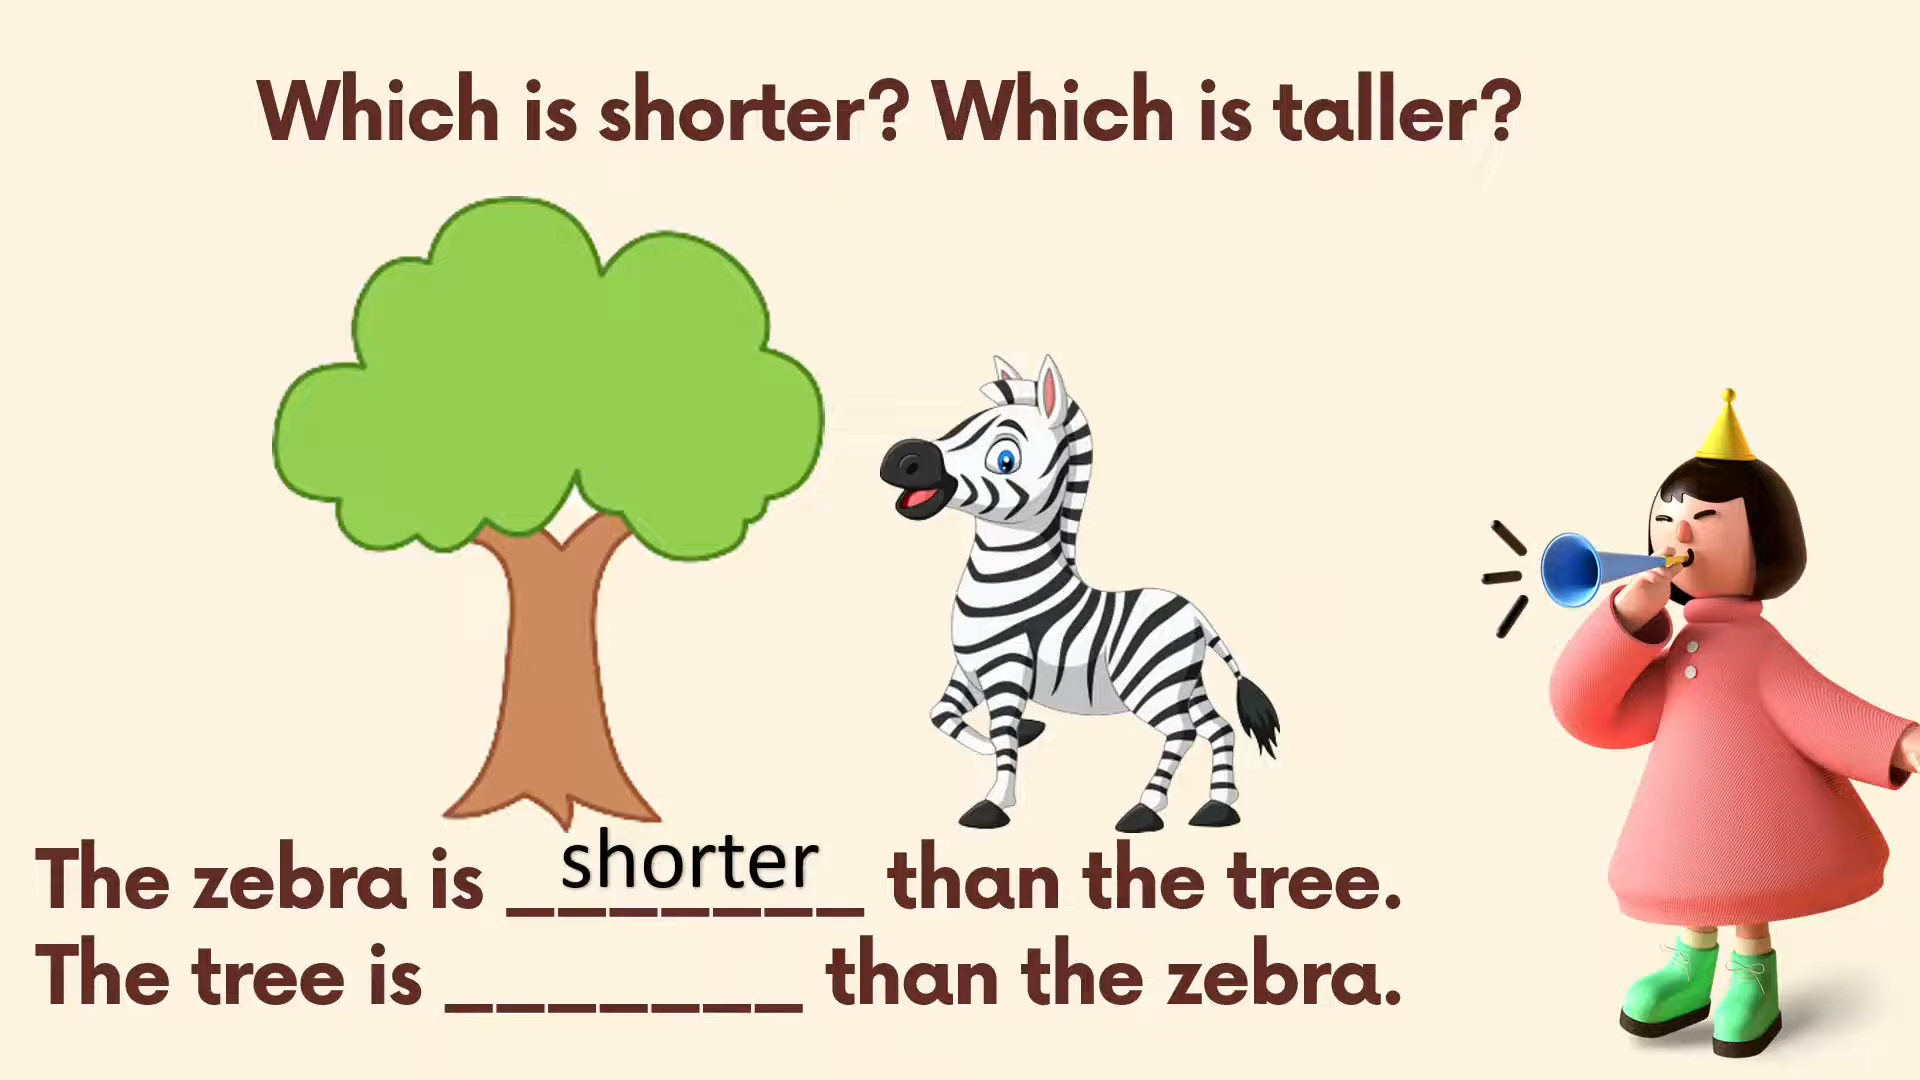 Which is shorter? Which is taller?
The zebra is shorter than the tree.
The tree is _______ than the zebra.